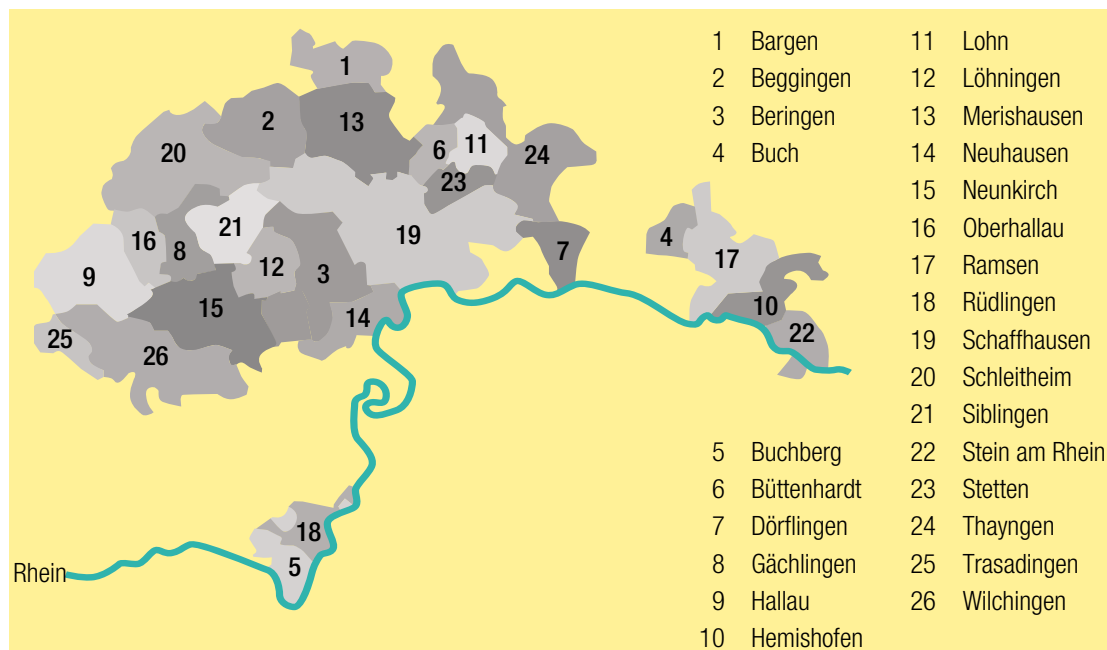 1
2
13
6
11
24
20
23
21
19
4
16
8
12
3
7
17
9
15
14
10
25
26
22
18
5
Rhein
1 Bargen
2 Beggingen
3 Beringen
4 Buch
5 Buchberg
6 Büttenhardt
7 Dörflingen
8 Gächlingen
9 Hallau
10 Hemishofen
11 Lohn
12 Löhningen
13 Merishausen
14 Neuhausen
15 Neunkirch
16 Oberhallau
17 Ramsen
18 Rüdlingen
19 Schaffhausen
20 Schleitheim
21 Siblingen
22 Stein am Rhein
23 Stetten
24 Thayngen
25 Trasadingen
26 Wilchingen